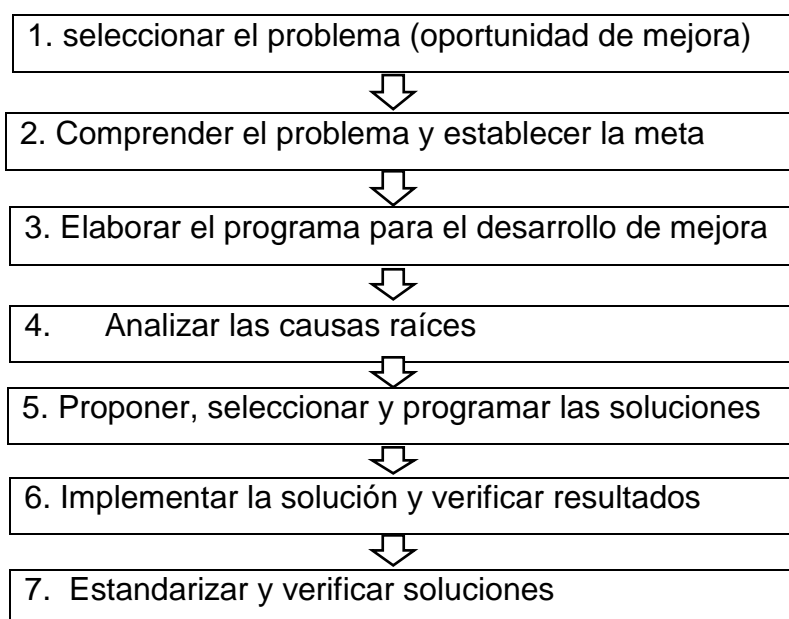 1. seleccionar el problema (oportunidad de mejora)
2. Comprender el problema y establecer la meta
3. Elaborar el programa para el desarrollo de mejora
4. Analizar las causas raíces
5. Proponer, seleccionar y programar las soluciones
6. Implementar la solución y verificar resultados
7. Estandarizar y verificar soluciones